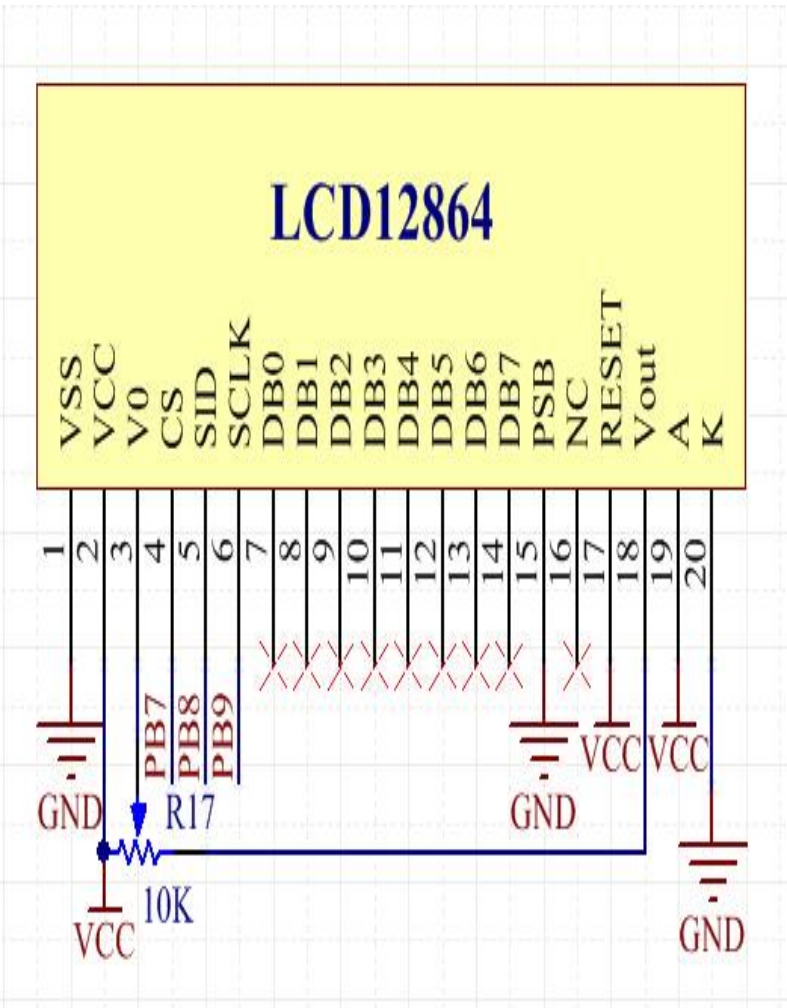 LCD12864
VSS VCC V0 CS SID SCLK DB0 DB1 DB2 DB3 DB4 DB5 DB6 DB7 PSB NC RESET Vout A K
1 2 3 4 5 6 7 8 9 10 11 12 13 14 15 16 17 18 19 20
PB7 PB8 PB9
VCC VCC
GND R17 GND
10K
VCC GND